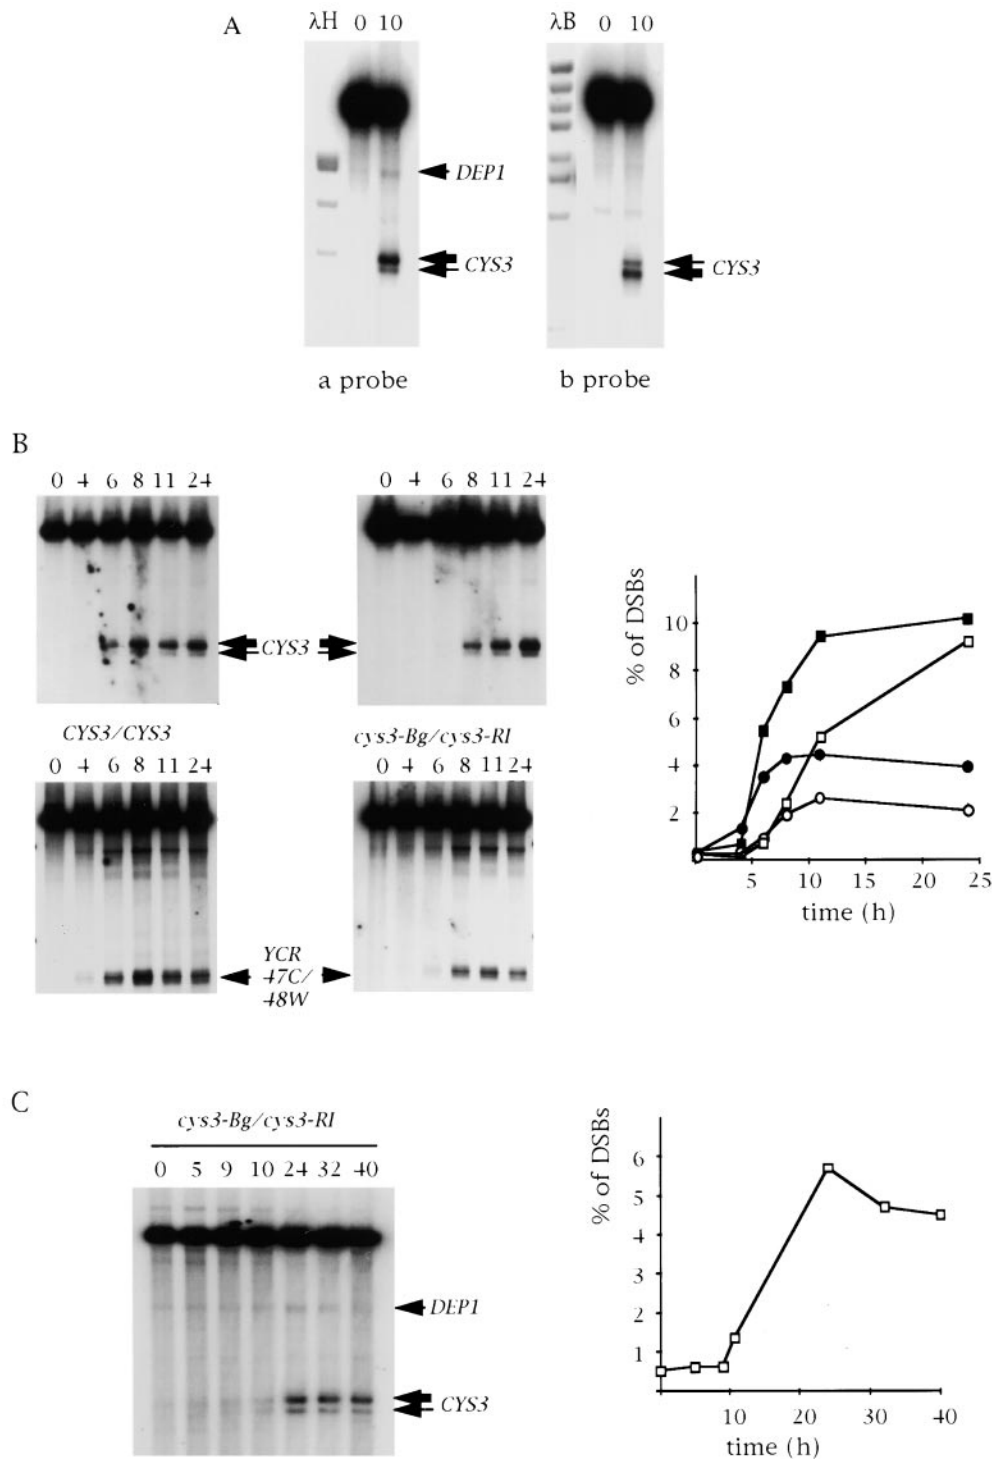 A
λH 0 10
λB 0 10
DEP1
CYS3
CYS3
a probe
b probe
B
0 4 6 8 11 24
0 4 6 8 11 24
CYS3
CYS3/CYS3
cys3-Bg/cys3-RI
0 4 6 8 11 24
0 4 6 8 11 24
YCR
47C/
48W
% of DSBs
10
8
6
4
2
5 10 15 20 25
time (h)
C
cys3-Bg/cys3-RI
0 5 9 10 24 32 40
DEP1
CYS3
% of DSBs
6
5
4
3
2
1
10 20 30 40
time (h)